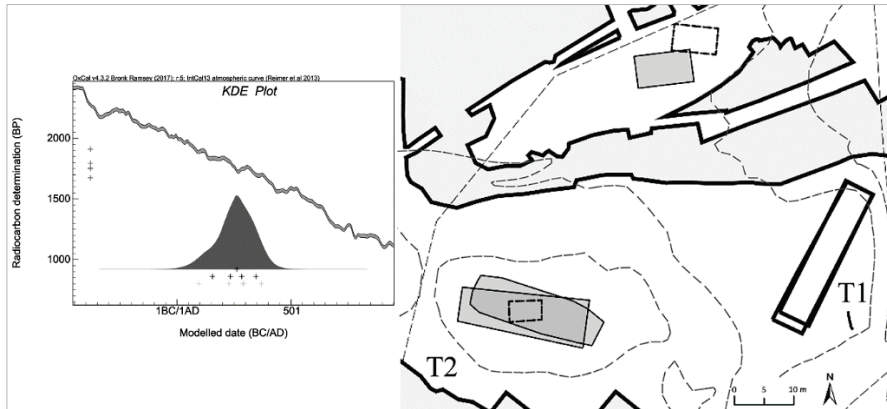 OxCal v4.3.2 Bronk Ramsey (2017); r:5; IntCal13 atmospheric curve (Reimer et al 2013)
KDE Plot
Radiocarbon determination (BP)
2000
1500
1000
1BC/1AD
501
Modelled date (BC/AD)
T1
T2
N
0 5 10 m